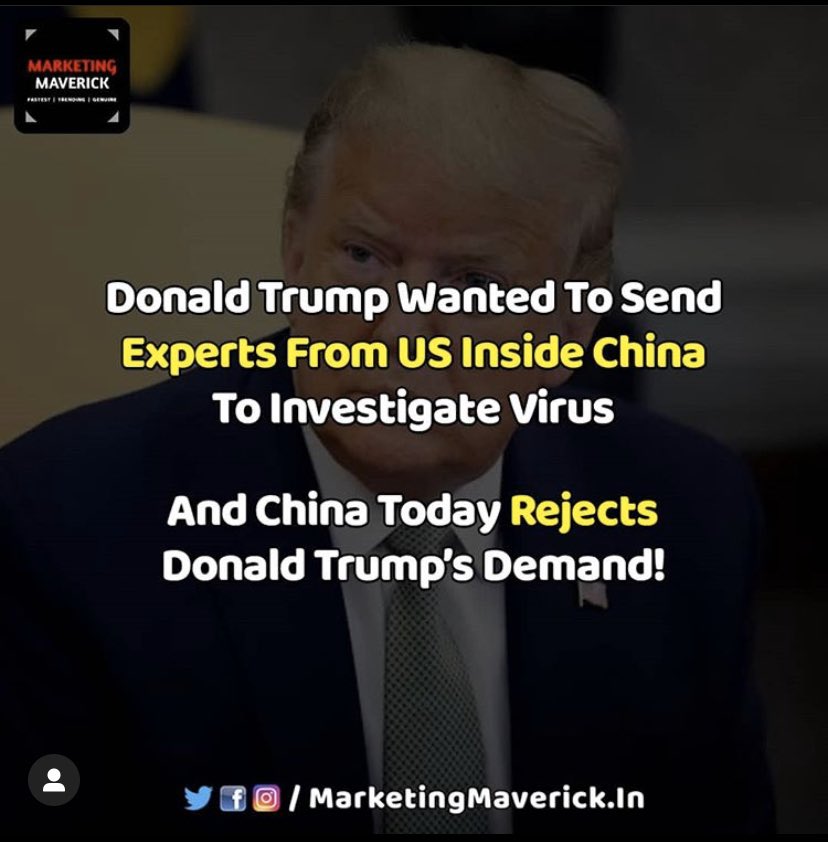 MARKETING
MAVERICK
FASTEST | TRENDING | GENUINE
Donald Trump Wanted To Send
Experts From US Inside China
To Investigate Virus
And China Today Rejects
Donald Trump's Demand!
/ MarketingMaverick.In